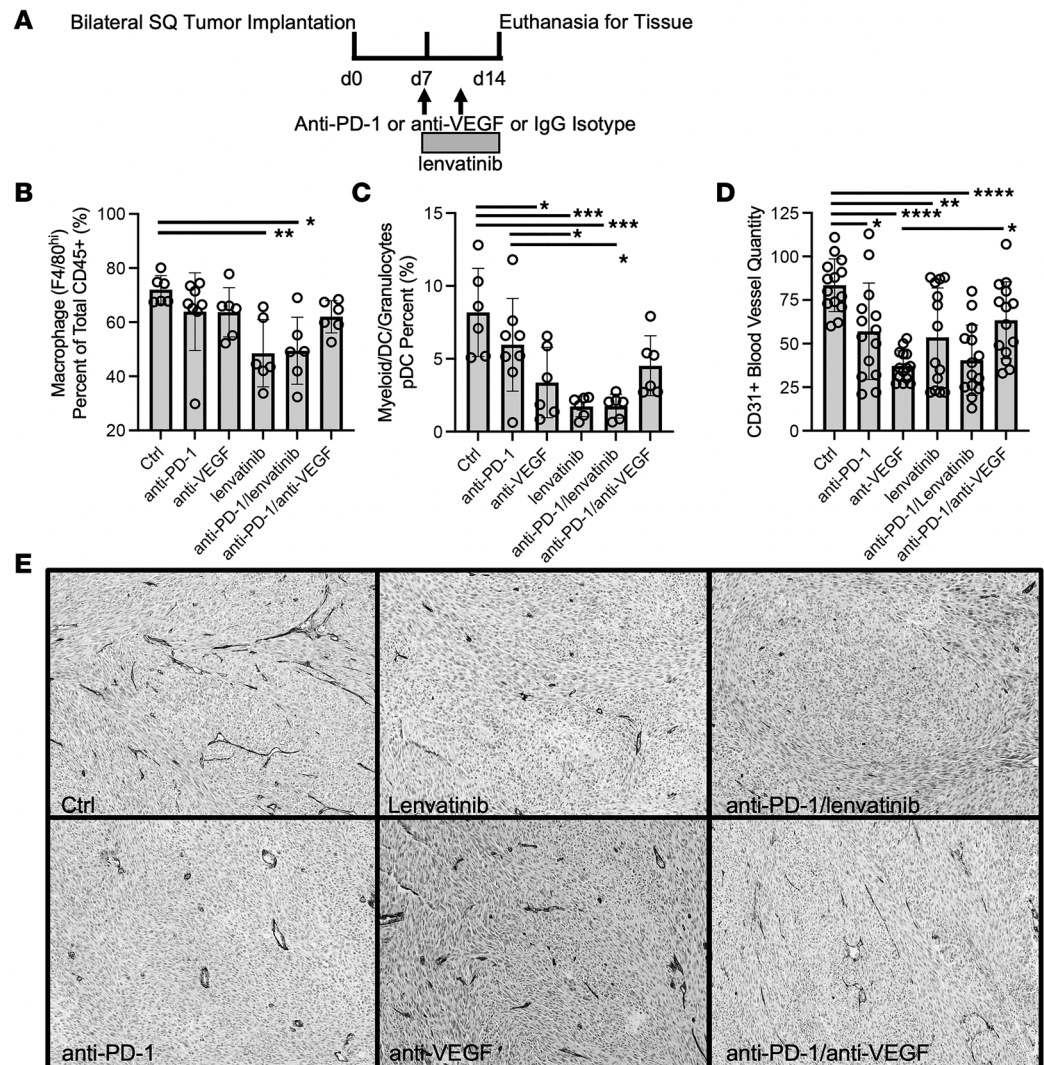 A
Bilateral SQ Tumor Implantation
Euthanasia for Tissue
d0
d7
d14
Anti-PD-1 or anti-VEGF or IgG Isotype
lenvatinib
B
Macrophage (F4/80hi)
Percent of Total CD45+ (%)
100
80
60
40
20
*
**
Ctrl
anti-PD-1
anti-VEGF
lenvatinib
anti-PD-1/lenvatinib
anti-PD-1/anti-VEGF
C
Myeloid/DC/Granulocytes
pDC Percent (%)
15
10
5
0
*
***
***
*
*
Ctrl
anti-PD-1
anti-VEGF
lenvatinib
anti-PD-1/lenvatinib
anti-PD-1/anti-VEGF
D
CD31+ Blood Vessel Quantity
125
100
75
50
25
0
****
**
****
*
*
Ctrl
anti-PD-1
ant-VEGF
lenvatinib
anti-PD-1/Lenvatinib
anti-PD-1/anti-VEGF
E
Ctrl
Lenvatinib
anti-PD-1/lenvatinib
anti-PD-1
anti-VEGF
anti-PD-1/anti-VEGF